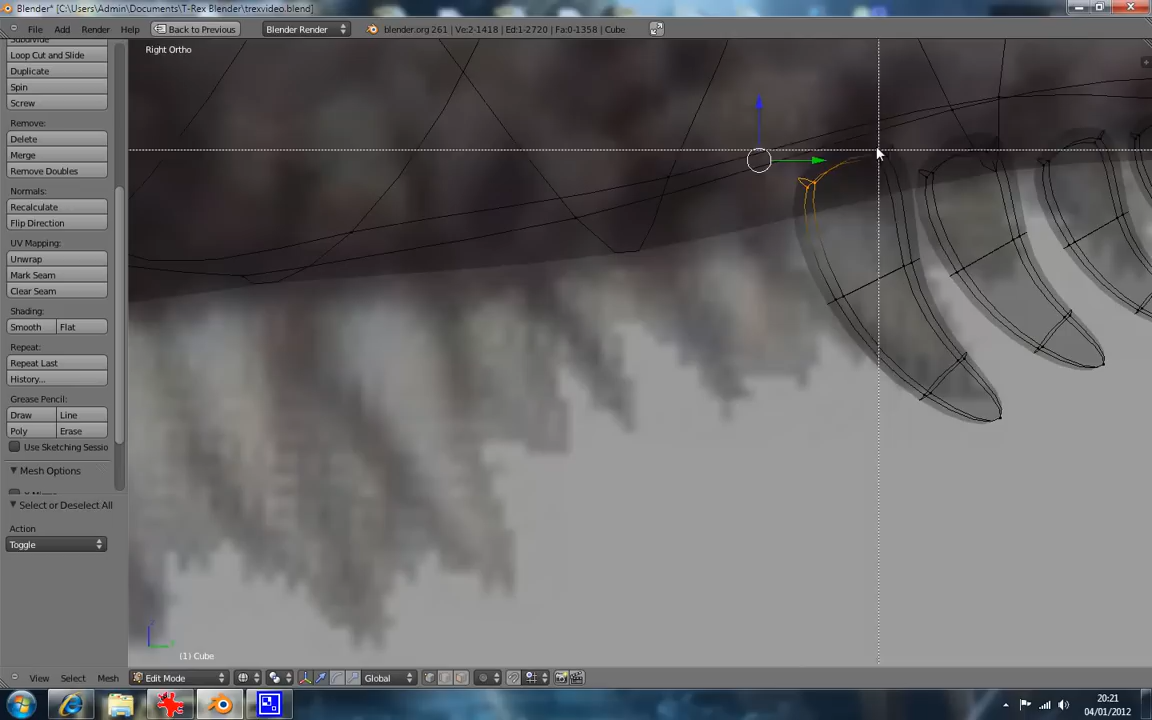 Blender* [C:\Users\Admin\Documents\T-Rex Blender\trexvideo.blend]
File Add Render Help Back to Previous Blender Render blender.org 261 | Ve:2-1418 | Ed:1-2720 | Fa:0-1358 | Cube
Right Ortho
Subdivide
Loop Cut and Slide
Duplicate
Spin
Screw
Remove:
Delete
Merge
Remove Doubles
Normals:
Recalculate
Flip Direction
UV Mapping:
Unwrap
Mark Seam
Clear Seam
Shading:
Smooth Flat
Repeat:
Repeat Last
History...
Grease Pencil:
Draw Line
Poly Erase
Use Sketching Sessio
Mesh Options
Select or Deselect All
Action
Toggle
(1) Cube
View Select Mesh Edit Mode Global
20:21
04/01/2012